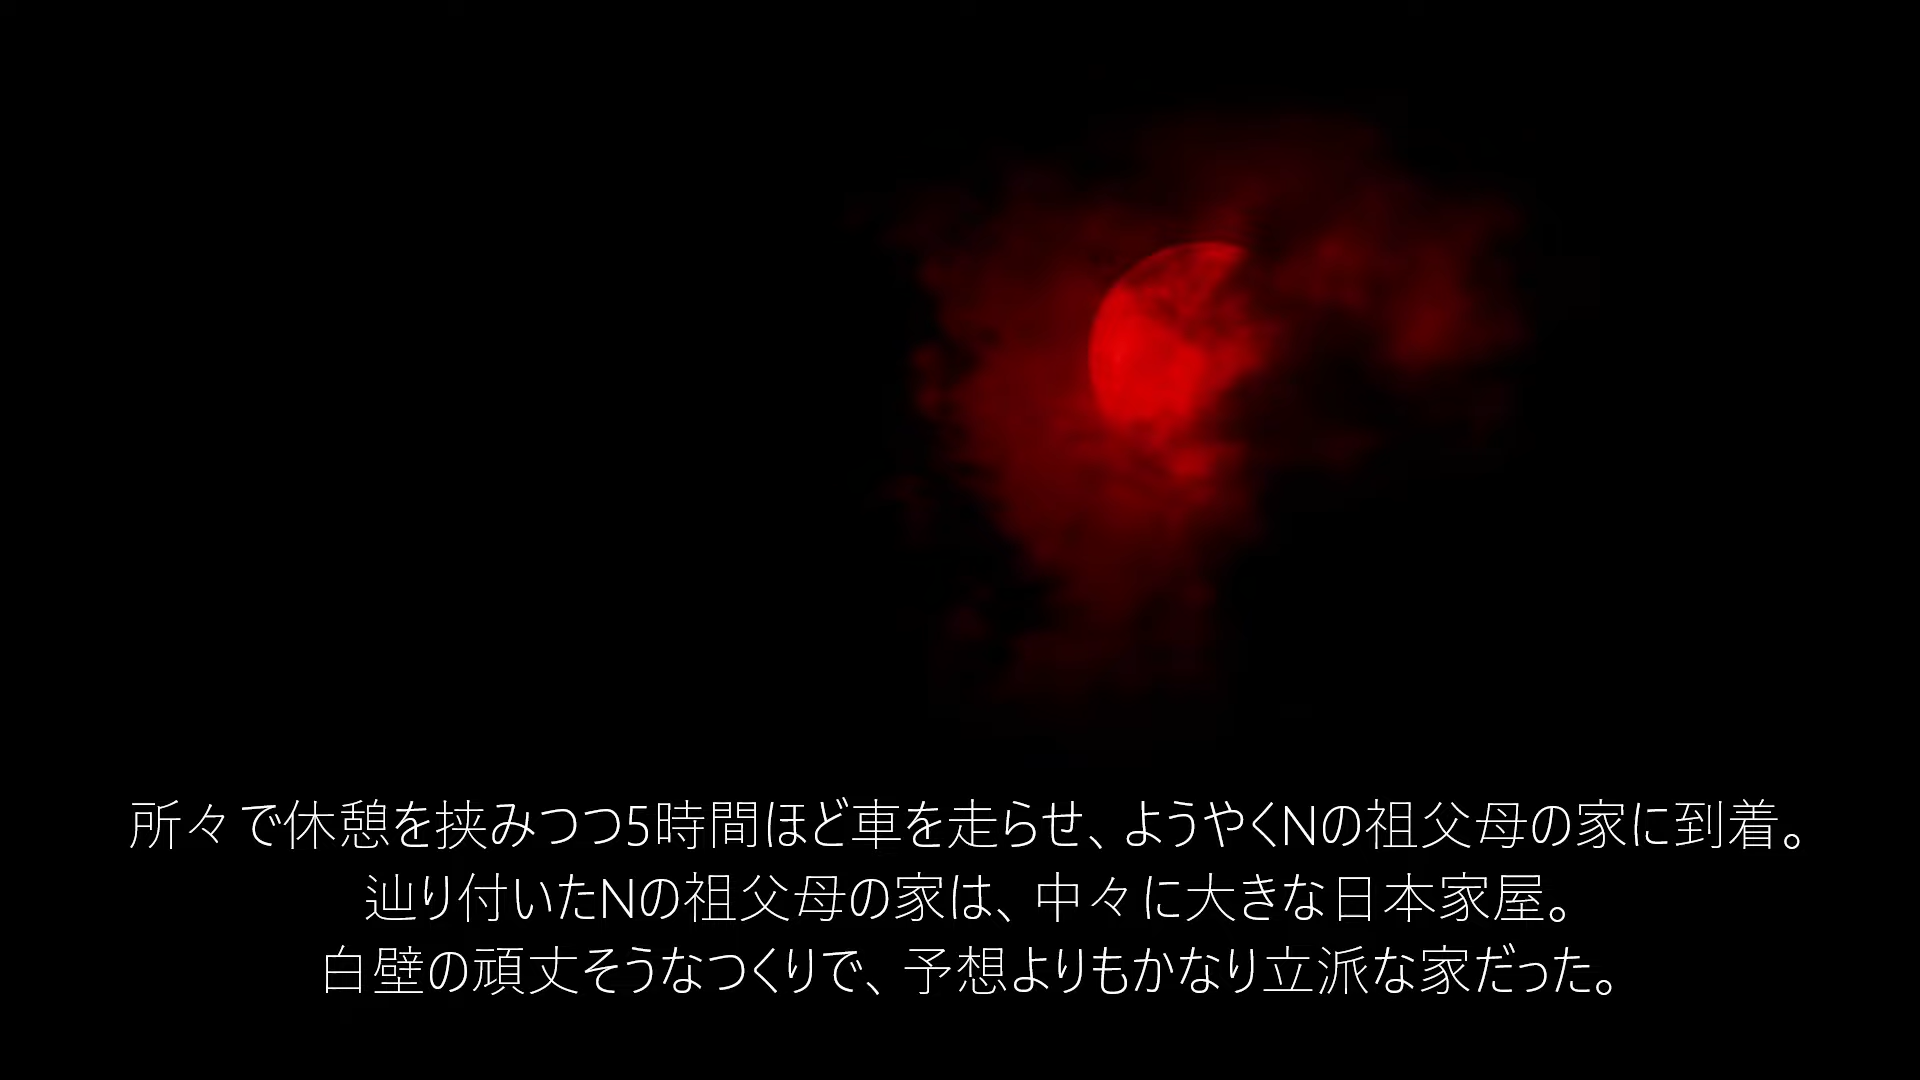 所々で休憩を挟みつつ5時間ほど車を走らせ、ようやくNの祖父母の家に到着。
辿り付いたNの祖父母の家は、中々に大きな日本家屋。
白壁の頑丈そうなつくりで、予想よりもかなり立派な家だった。